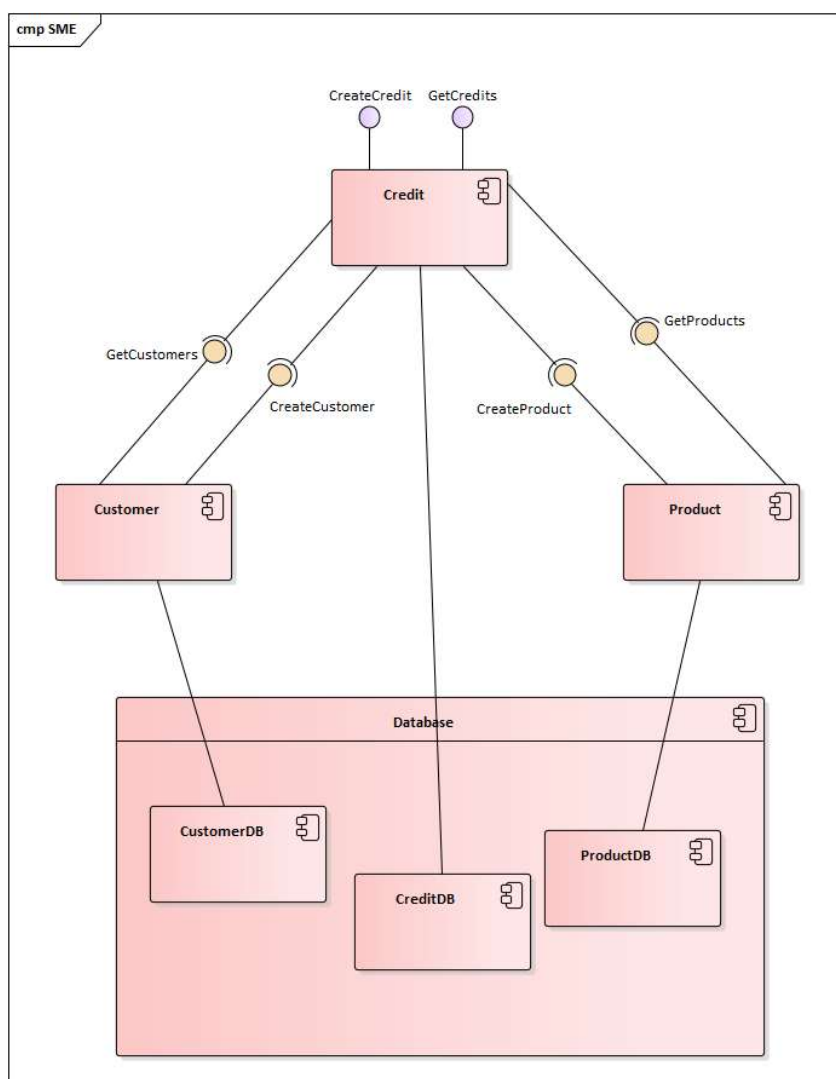 cmp SME
CreateCredit
GetCredits
Credit
GetProducts
GetCustomers
CreateCustomer
CreateProduct
Customer
Product
Database
CustomerDB
ProductDB
CreditDB